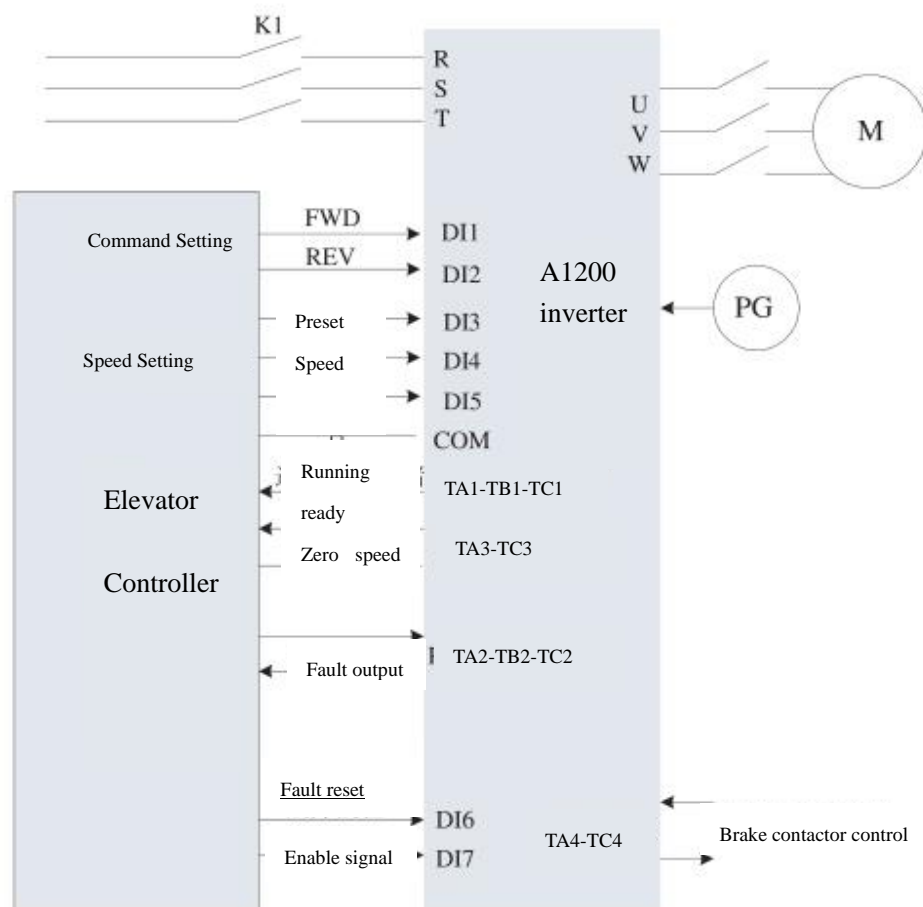 K1
R
S
T
U
V
W
M
Command Setting
FWD
DI1
REV
DI2
A1200
inverter
PG
Preset
DI3
Speed Setting
Speed
DI4
DI5
COM
Elevator
Controller
Running
ready
TA1-TB1-TC1
Zero speed
TA3-TC3
TA2-TB2-TC2
Fault output
Fault reset
DI6
Enable signal
DI7
TA4-TC4
Brake contactor control